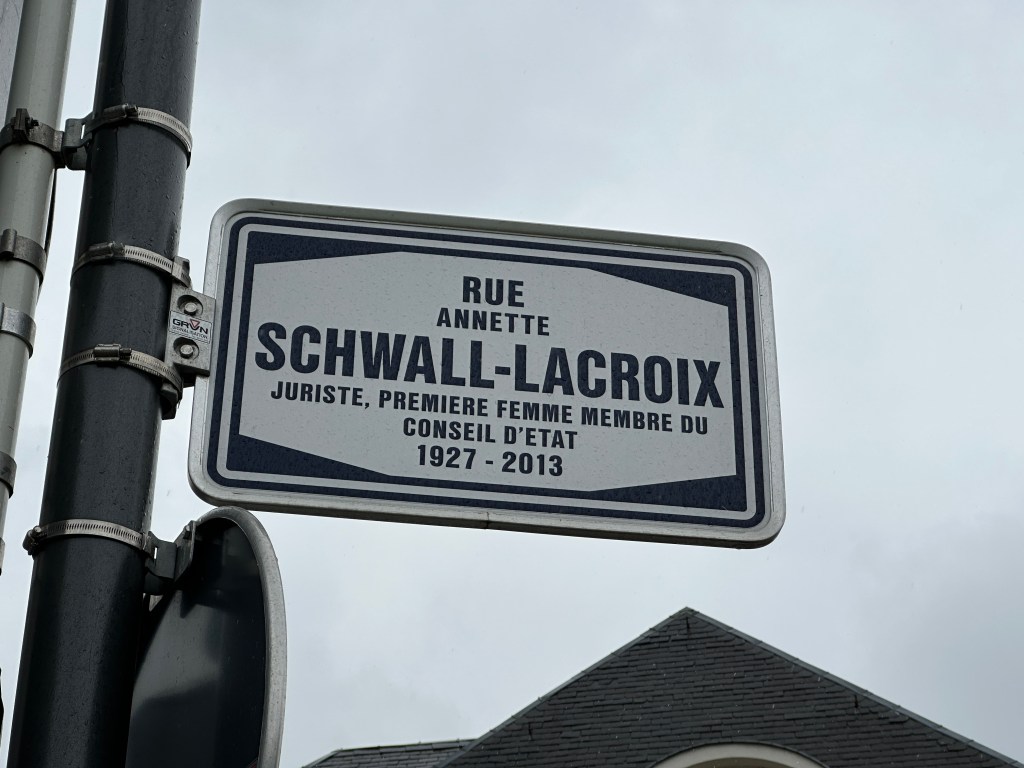 RUE
ANNETTE
SCHWALL-LACROIX
JURISTE, PREMIERE FEMME MEMBRE DU
CONSEIL D'ETAT
1927 - 2013